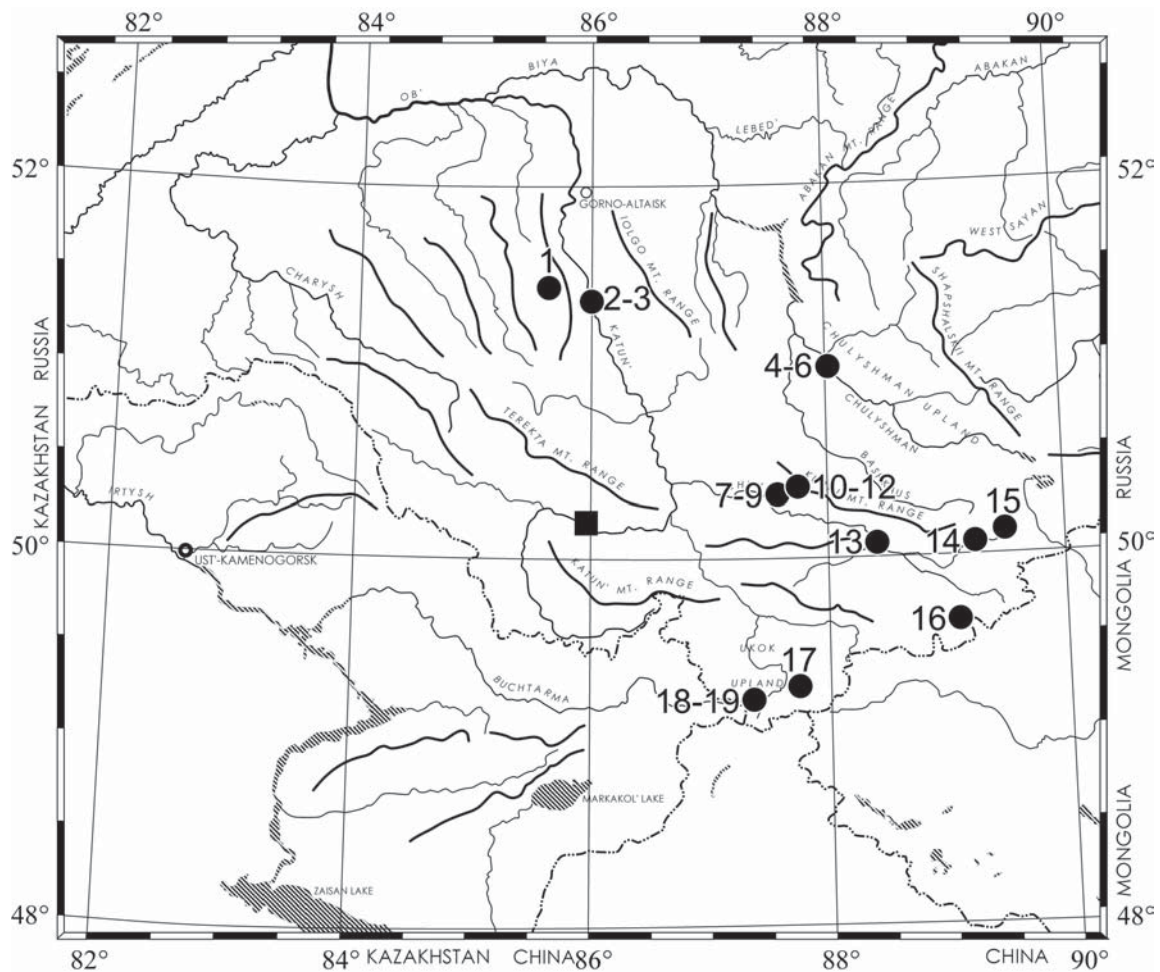 82° 84° 86° 88° 90°
BIYA
ABAKAN
OB'
LEBED'
ABAKAN MT. RANGE
52° 52°
GORNO-ALTAISK
IOLGO MT. RANGE
WEST SAYAN
CHARYSH
1
2-3
SHAPSHALSKII MT. RANGE
KATUN'
RUSSIA
CHULYSHMAN UPLAND
4-6
CHULYSHMAN
TEREKTA MT. RANGE
KAZAKHSTAN
BASHKAUS
RUSSIA
IRTYSH
7-9
10-12
MT. RANGE
15
13
14
50° 50°
UST'-KAMENOGORSK
KATUN' MT. RANGE
MONGOLIA
16
UKOK
17
UPLAND
BUCHTARMA
18-19
MARKAKOL' LAKE
MONGOLIA
ZAISAN LAKE
48° 48°
82° 84° KAZAKHSTAN CHINA 86° 88° CHINA 90°